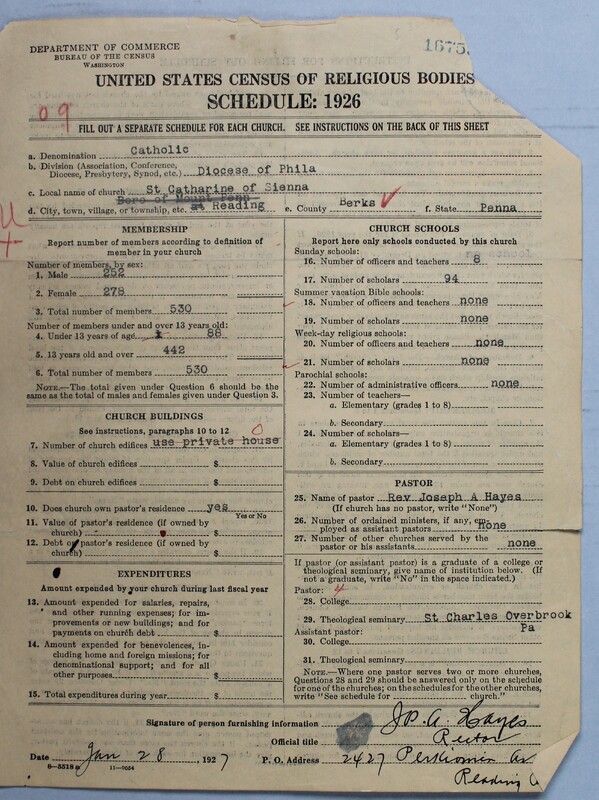 DEPARTMENT OF COMMERCE
BUREAU OF THE CENSUS
WASHINGTON
1675
UNITED STATES CENSUS OF RELIGIOUS BODIES
SCHEDULE: 1926
09
FILL OUT A SEPARATE SCHEDULE FOR EACH CHURCH. SEE INSTRUCTIONS ON THE BACK OF THIS SHEET
a. Denomination Catholic
b. Division (Association, Conference, Diocese, Presbytery, Synod, etc.) Diocese of Phila
c. Local name of church St Catharine of Sienna
Boro of Mount Penn
d. City, town, village, or township, etc. at Reading e. County Berks f. State Penna
MEMBERSHIP
Report number of members according to definition of
member in your church
Number of members, by sex:
1. Male 252
2. Female 278
3. Total number of members 530
Number of members under and over 13 years old:
4. Under 13 years of age 88
5. 13 years old and over 442
6. Total number of members 530
NOTE.—The total given under Question 6 should be
the same as the total of males and females given under Question 3.
CHURCH BUILDINGS
See instructions, paragraphs 10 to 12
0
7. Number of church edifices use private house
8. Value of church edifices $
9. Debt on church edifices $
10. Does church own pastor's residence yes
Yes or No
11. Value of pastor's residence (if owned by
church) $
12. Debt on pastor's residence (if owned by
church) $
EXPENDITURES
Amount expended by your church during last fiscal year
13. Amount expended for salaries, repairs,
and other running expenses; for im-
provements or new buildings; and for
payments on church debt $
14. Amount expended for benevolences, in-
cluding home and foreign missions; for
denominational support; and for all
other purposes $
15. Total expenditures during year $
CHURCH SCHOOLS
Report here only schools conducted by this church
Sunday schools:
16. Number of officers and teachers 8
17. Number of scholars 94
Summer vacation Bible schools:
18. Number of officers and teachers none
19. Number of scholars none
Week-day religious schools:
20. Number of officers and teachers none
21. Number of scholars none
Parochial schools:
22. Number of administrative officers none
23. Number of teachers—
a. Elementary (grades 1 to 8)
b. Secondary
24. Number of scholars—
a. Elementary (grades 1 to 8)
b. Secondary
PASTOR
25. Name of pastor Rev Joseph A Hayes
(If church has no pastor, write "None")
26. Number of ordained ministers, if any, em-
ployed as assistant pastors none
27. Number of other churches served by the
pastor or his assistants none
If pastor (or assistant pastor) is a graduate of a college or
theological seminary, give name of institution below. (If
not a graduate, write "No" in the space indicated.)
Pastor: 4
28. College
29. Theological seminary St Charles Overbrook
Pa
Assistant pastor:
30. College
31. Theological seminary
NOTE.—Where one pastor serves two or more churches,
Questions 28 and 29 should be answered only on the schedule
for one of the churches; on the schedules for the other churches,
write "See schedule for church."
Signature of person furnishing information Jos. A. Hayes
Official title Rector
Date Jan 28, 1927 P. O. Address 2427 Perkiomen Av
Reading
8—5518a 11—9034